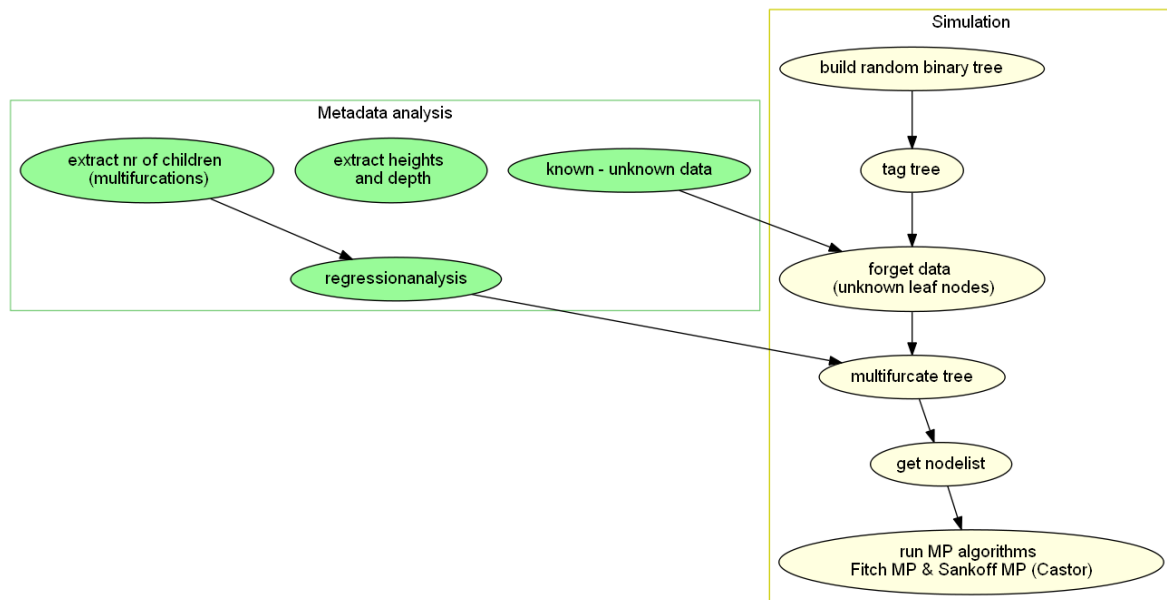 Simulation
build random binary tree
Metadata analysis
extract nr of children
(multifurcations)
extract heights
and depth
known - unknown data
tag tree
regressionanalysis
forget data
(unknown leaf nodes)
multifurcate tree
get nodelist
run MP algorithms
Fitch MP & Sankoff MP (Castor)